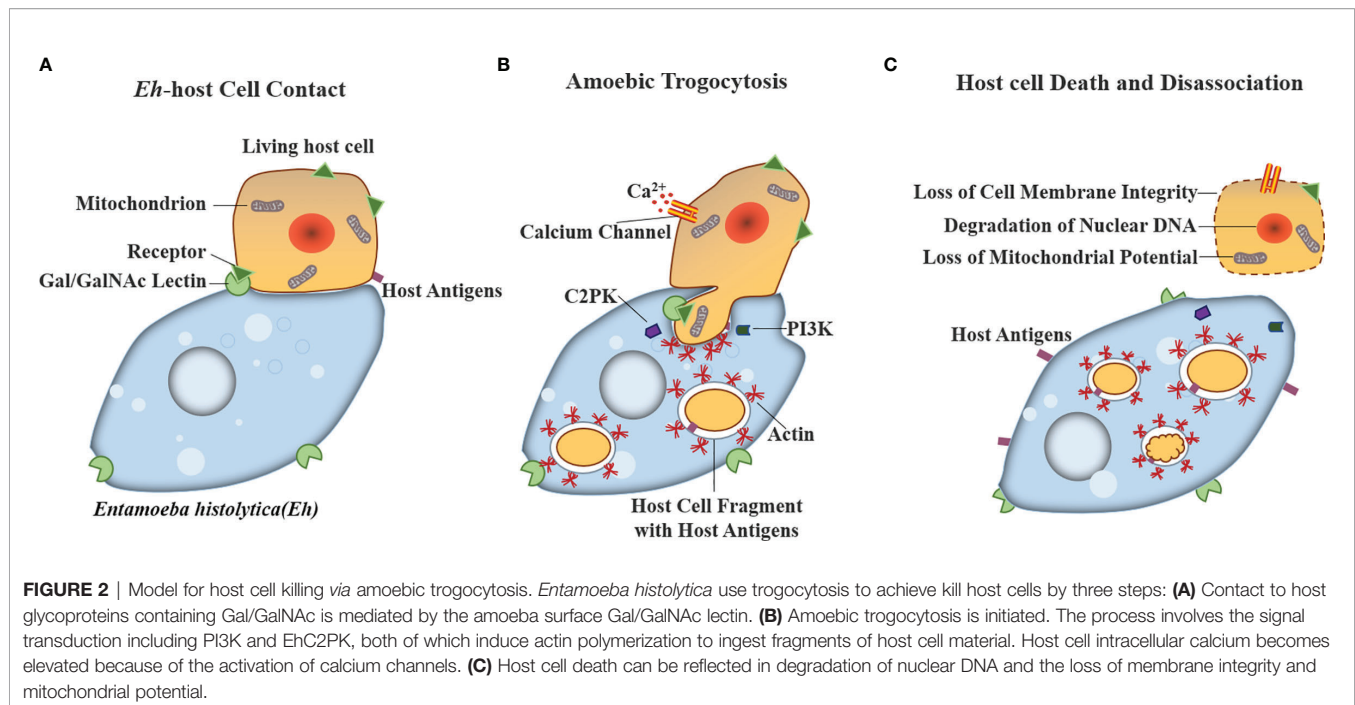 A
Eh-host Cell Contact
Living host cell
Mitochondrion
Receptor
Gal/GalNAc Lectin
Host Antigens
Entamoeba histolytica(Eh)
B
Amoebic Trogocytosis
Ca²⁺
Calcium Channel
C2PK
PI3K
Actin
Host Cell Fragment
with Host Antigens
C
Host cell Death and Disassociation
Loss of Cell Membrane Integrity
Degradation of Nuclear DNA
Loss of Mitochondrial Potential
Host Antigens
FIGURE 2 | Model for host cell killing via amoebic trogocytosis. Entamoeba histolytica use trogocytosis to achieve kill host cells by three steps: (A) Contact to host
glycoproteins containing Gal/GalNAc is mediated by the amoeba surface Gal/GalNAc lectin. (B) Amoebic trogocytosis is initiated. The process involves the signal
transduction including PI3K and EhC2PK, both of which induce actin polymerization to ingest fragments of host cell material. Host cell intracellular calcium becomes
elevated because of the activation of calcium channels. (C) Host cell death can be reflected in degradation of nuclear DNA and the loss of membrane integrity and
mitochondrial potential.